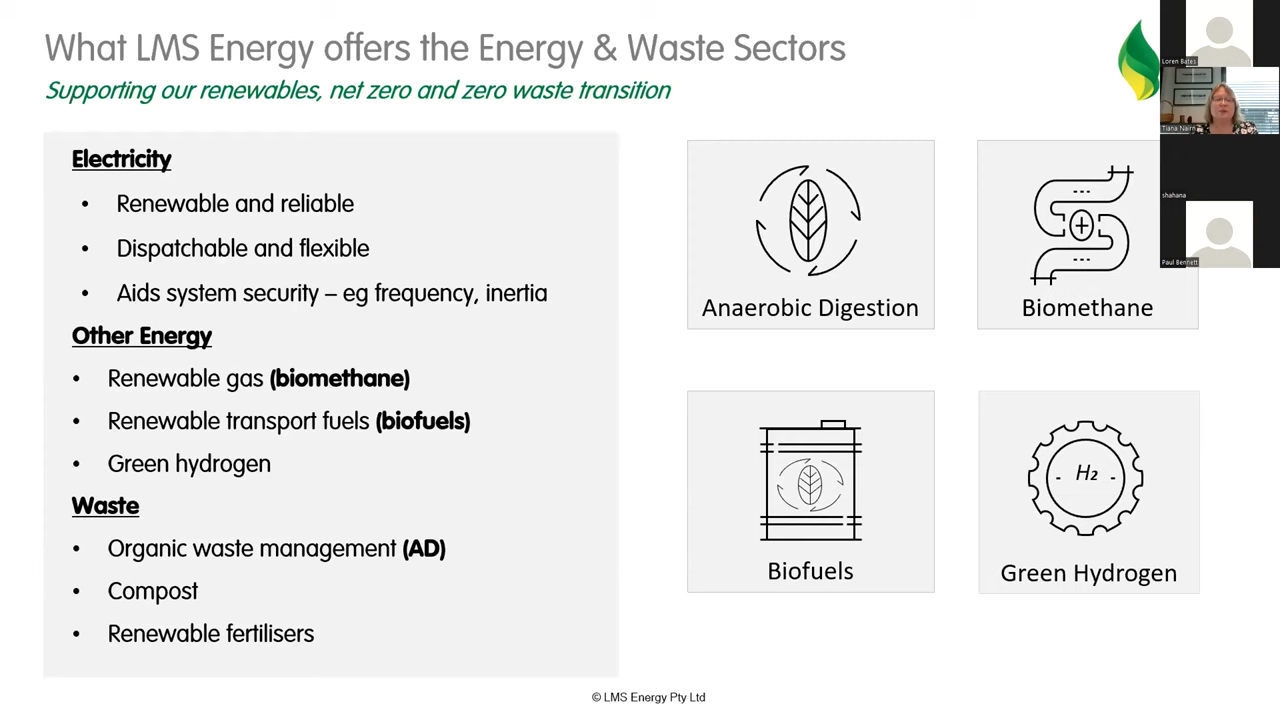 What LMS Energy offers the Energy & Waste Sectors
Supporting our renewables, net zero and zero waste transition
Electricity
• Renewable and reliable
• Dispatchable and flexible
• Aids system security – eg frequency, inertia
Other Energy
• Renewable gas (biomethane)
• Renewable transport fuels (biofuels)
• Green hydrogen
Waste
• Organic waste management (AD)
• Compost
• Renewable fertilisers
Anaerobic Digestion
Biomethane
Biofuels
- H₂ -
Green Hydrogen
© LMS Energy Pty Ltd
Loren Bates
Tiana Nairn
shahana
Paul Bennett